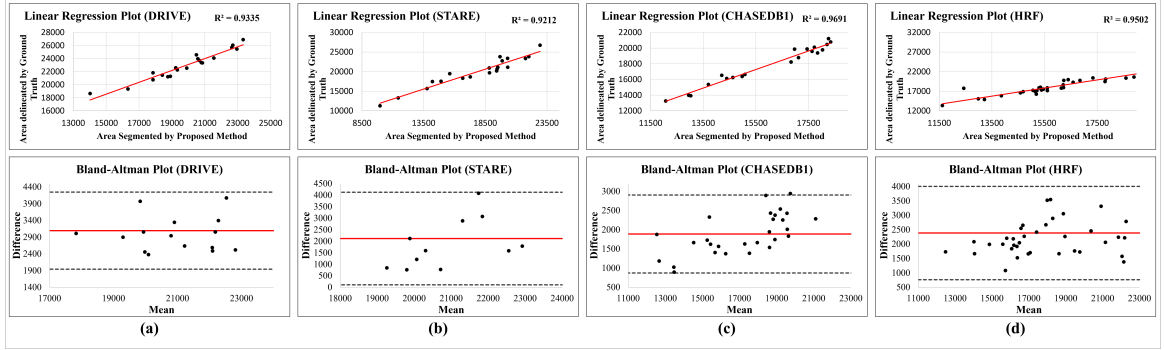 Linear Regression Plot (DRIVE)
R² = 0.9335
Area delineated by Ground
Truth
28000
26000
24000
22000
20000
18000
16000
13000 15000 17000 19000 21000 23000 25000
Area Segmented by Proposed Method
Linear Regression Plot (STARE)
R² = 0.9212
Area delineated by Ground
Truth
30000
25000
20000
15000
10000
8500 13500 18500 23500
Area Segmented by Proposed Method
Linear Regression Plot (CHASEDB1)
R² = 0.9691
Area delineated by Ground
Truth
22000
20000
18000
16000
14000
12000
11500 13500 15500 17500
Area Segmented by Proposed Method
Linear Regression Plot (HRF)
R² = 0.9502
Area delineated by Ground
Truth
32000
27000
22000
17000
12000
11500 13500 15500 17500
Area Segmented by Proposed Method
Bland-Altman Plot (DRIVE)
Difference
4400
3900
3400
2900
2400
1900
1400
17000 19000 21000 23000
Mean
(a)
Bland-Altman Plot (STARE)
Difference
4500
4000
3500
3000
2500
2000
1500
1000
500
0
18000 19000 20000 21000 22000 23000 24000
Mean
(b)
Bland-Altman Plot (CHASEDB1)
Difference
3000
2500
2000
1500
1000
500
11000 13000 15000 17000 19000 21000 23000
Mean
(c)
Bland-Altman Plot (HRF)
Difference
4000
3500
3000
2500
2000
1500
1000
500
11000 13000 15000 17000 19000 21000 23000
Mean
(d)